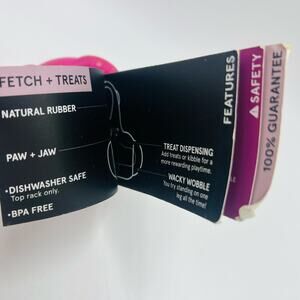 FETCH + TREATS
NATURAL RUBBER
PAW + JAW
•DISHWASHER SAFE
Top rack only.
•BPA FREE
TREAT DISPENSING
Add treats or kibble for a
more rewarding playtime.
WACKY WOBBLE
You try standing on one
leg all the time!
FEATURES
SAFETY
100% GUARANTEE